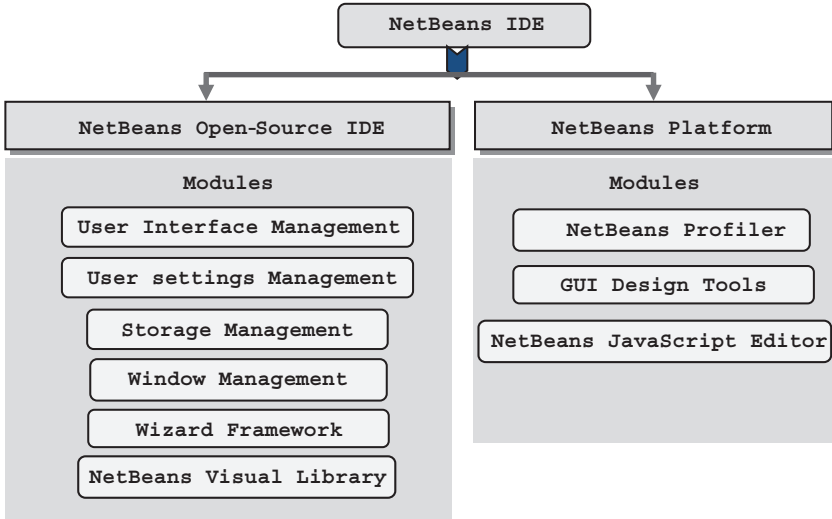 NetBeans IDE
NetBeans Open-Source IDE
Modules
User Interface Management
User settings Management
Storage Management
Window Management
Wizard Framework
NetBeans Visual Library
NetBeans Platform
Modules
NetBeans Profiler
GUI Design Tools
NetBeans JavaScript Editor